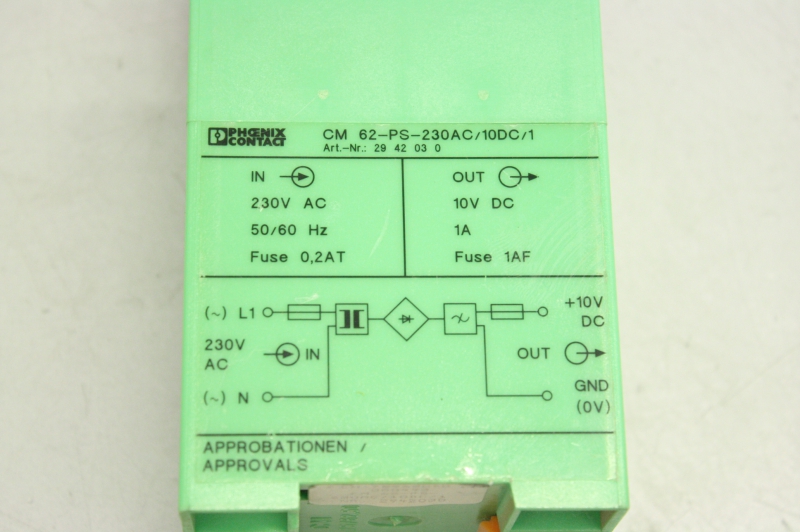 PHŒNIX
CONTACT
CM 62-PS-230AC/10DC/1
Art.-Nr.: 29 42 03 0
IN
230V AC
50/60 Hz
Fuse 0,2AT
OUT
10V DC
1A
Fuse 1AF
(~) L1
+10V
DC
230V
AC
IN
OUT
(~) N
GND
(0V)
APPROBATIONEN /
APPROVALS